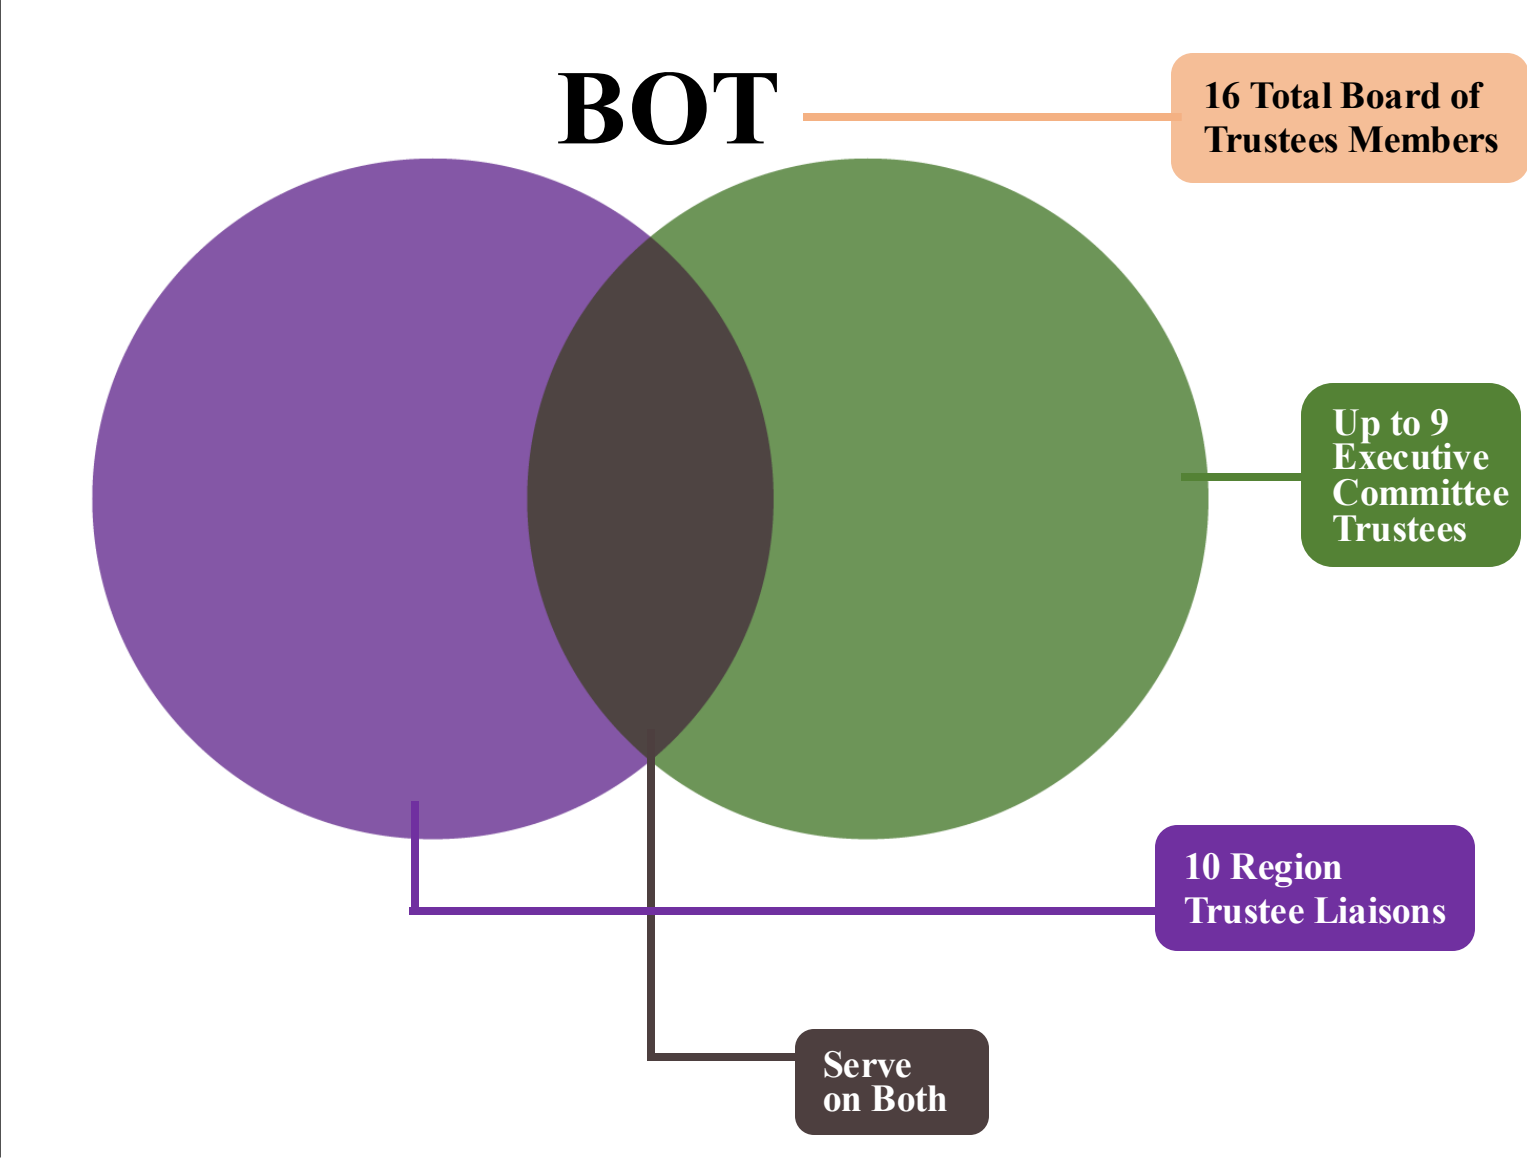 BOT
16 Total Board of
Trustees Members
Up to 9
Executive
Committee
Trustees
10 Region
Trustee Liaisons
Serve
on Both